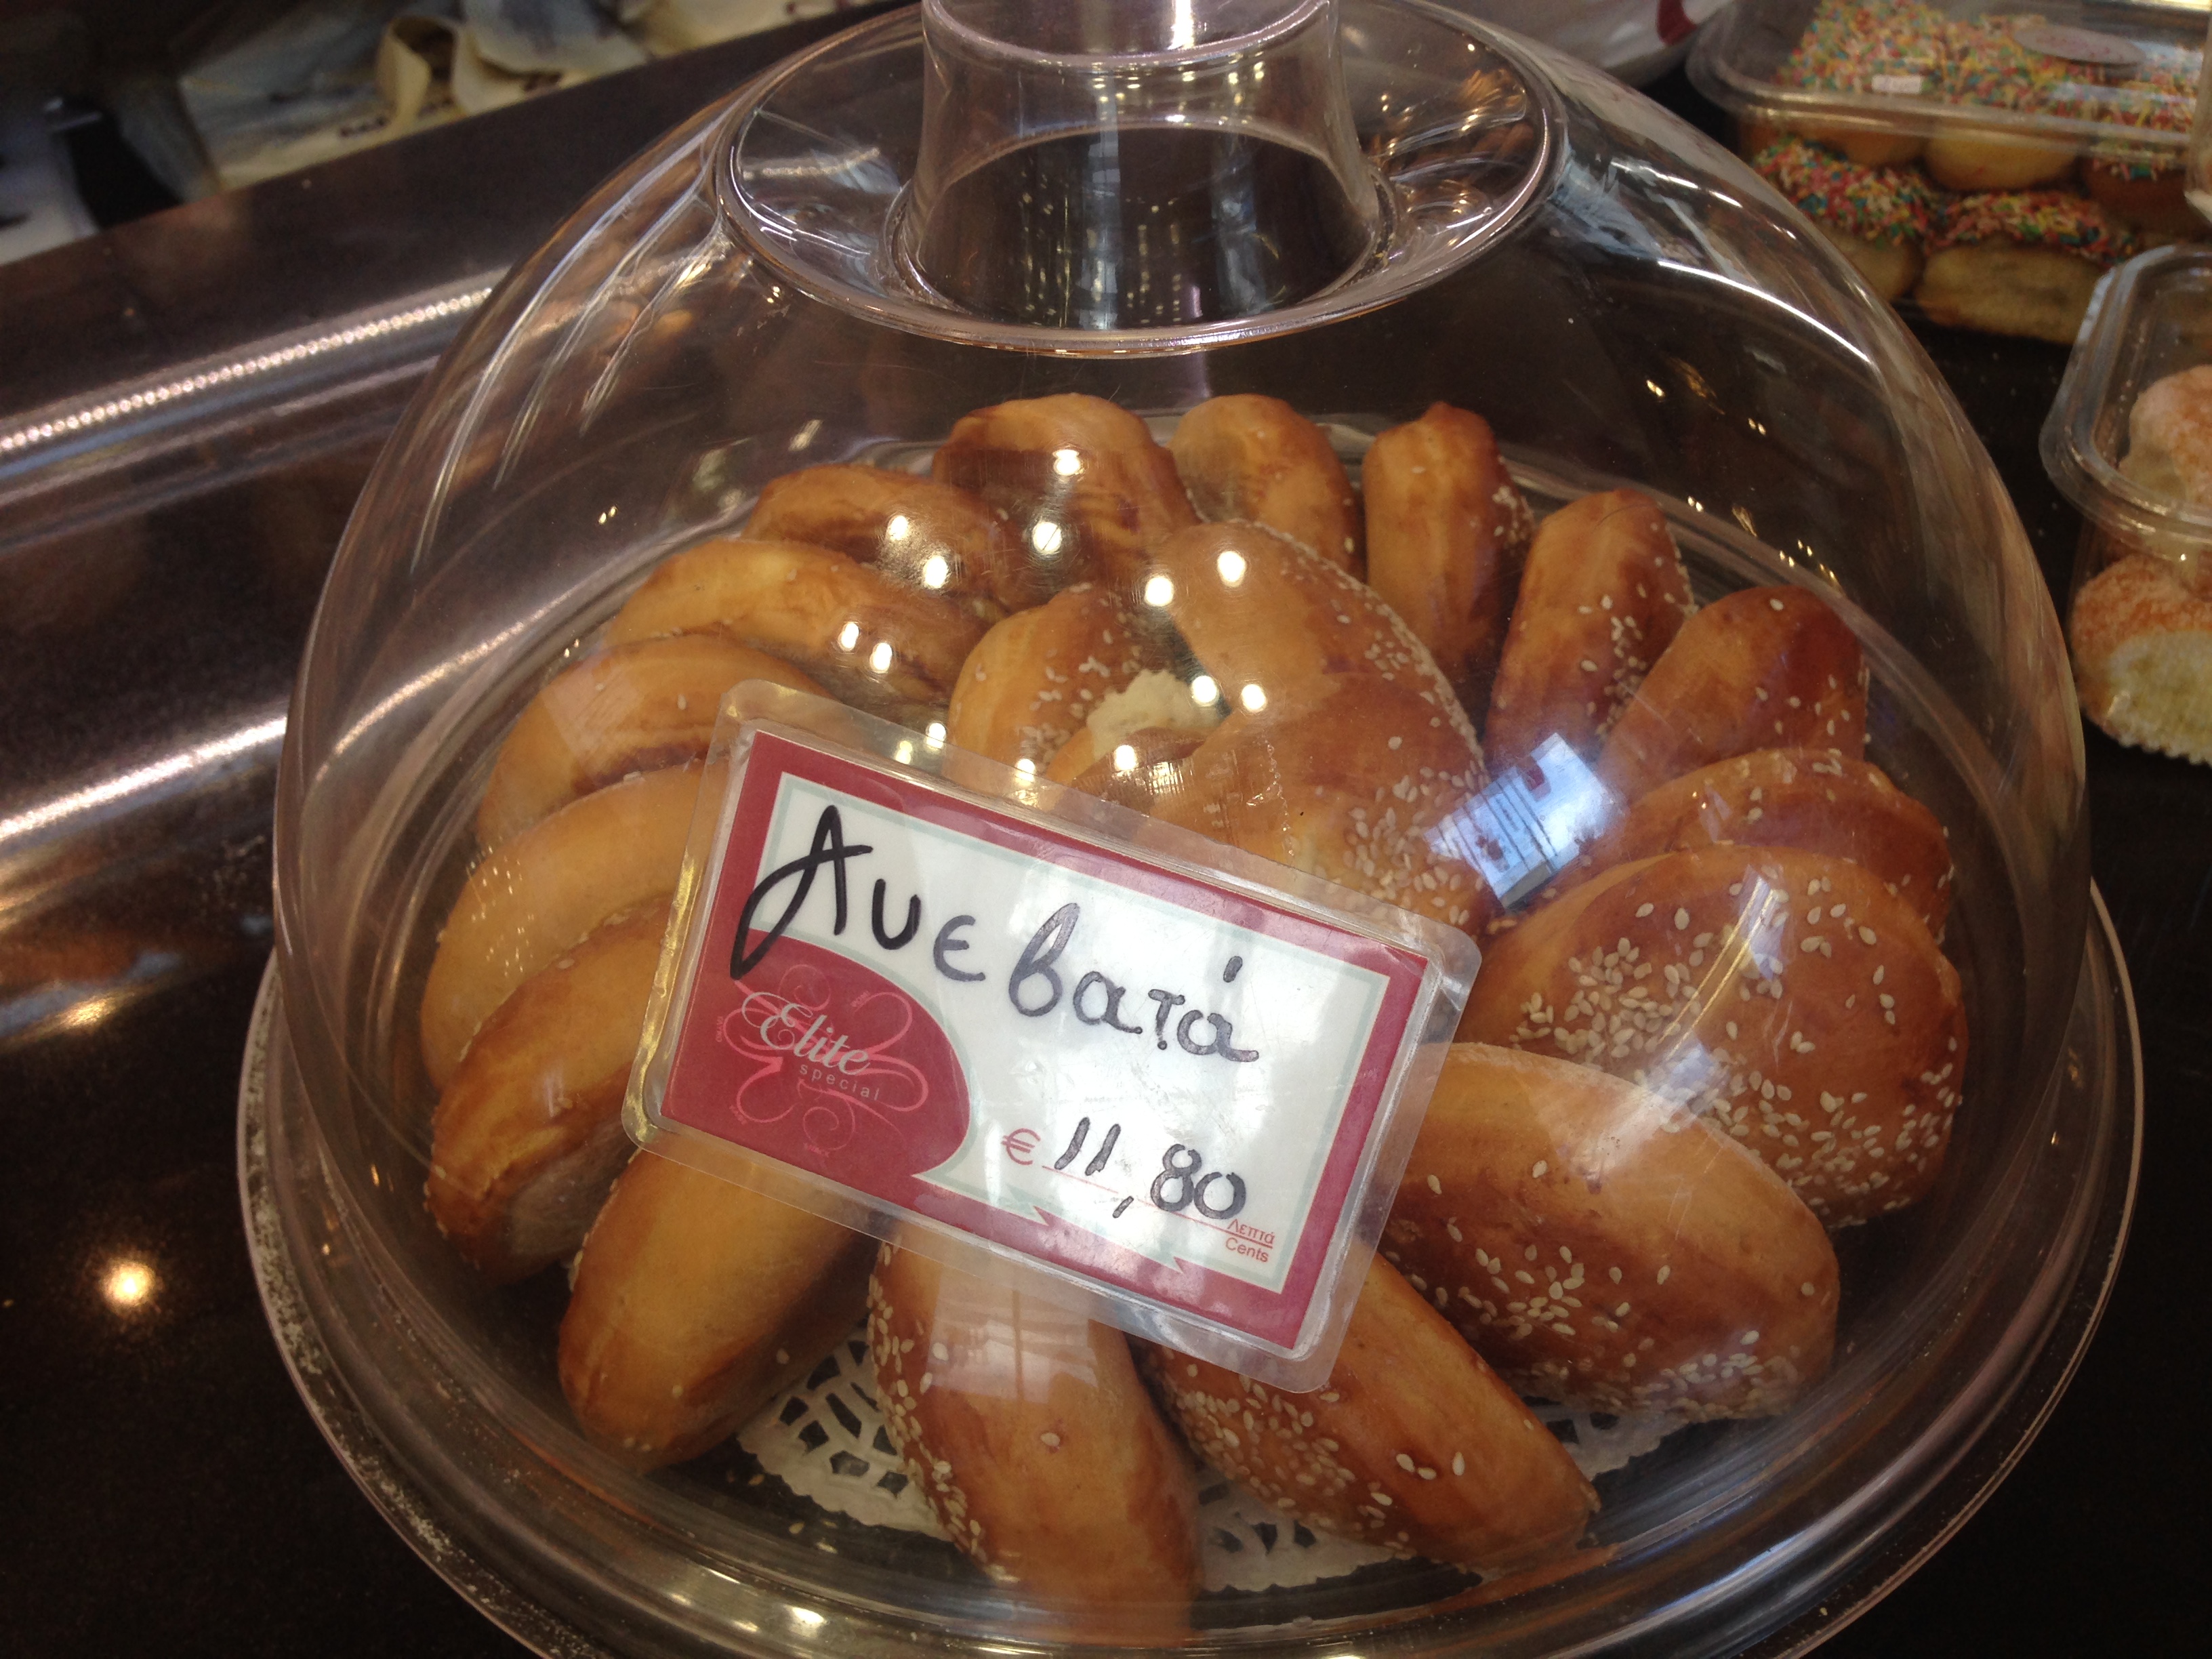 Αυεβατά
Elite
special
€ 11,80
Λεπτά
Cents